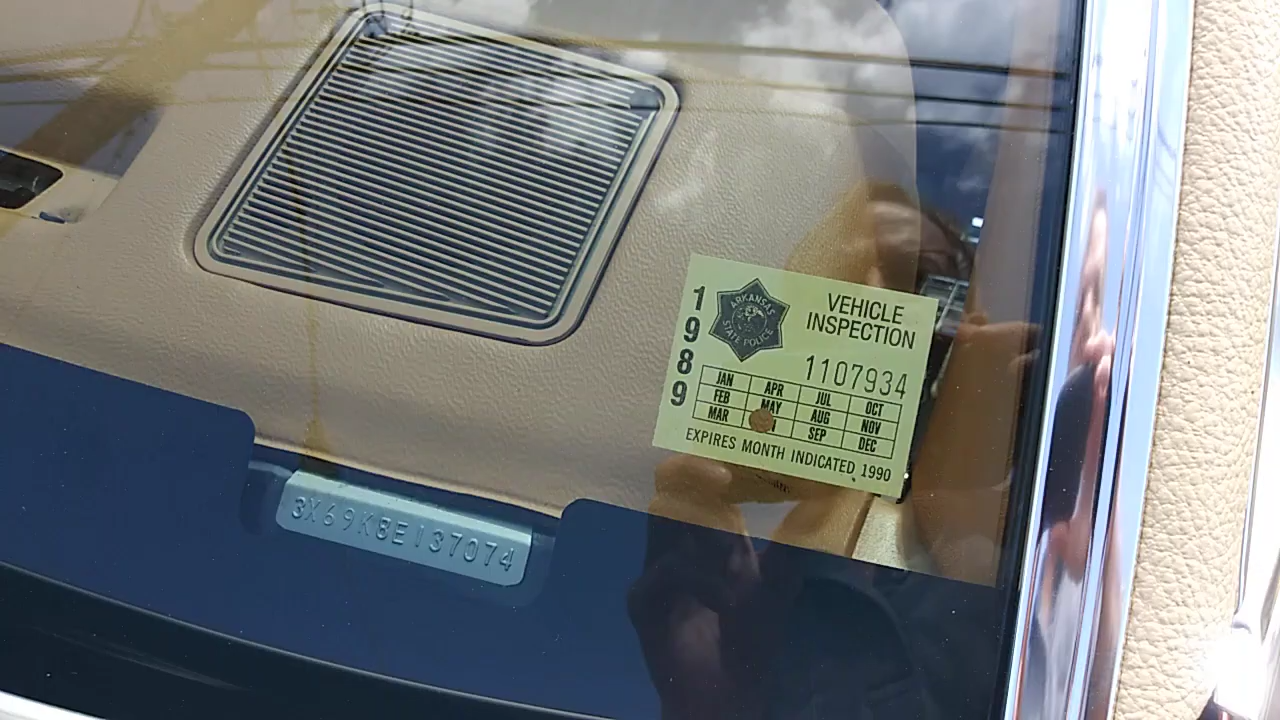 1989
ARKANSAS
STATE POLICE
VEHICLE
INSPECTION
1107934
JAN APR JUL OCT
FEB MAY AUG NOV
MAR SEP DEC
EXPIRES MONTH INDICATED 1990
3X69K8E137074